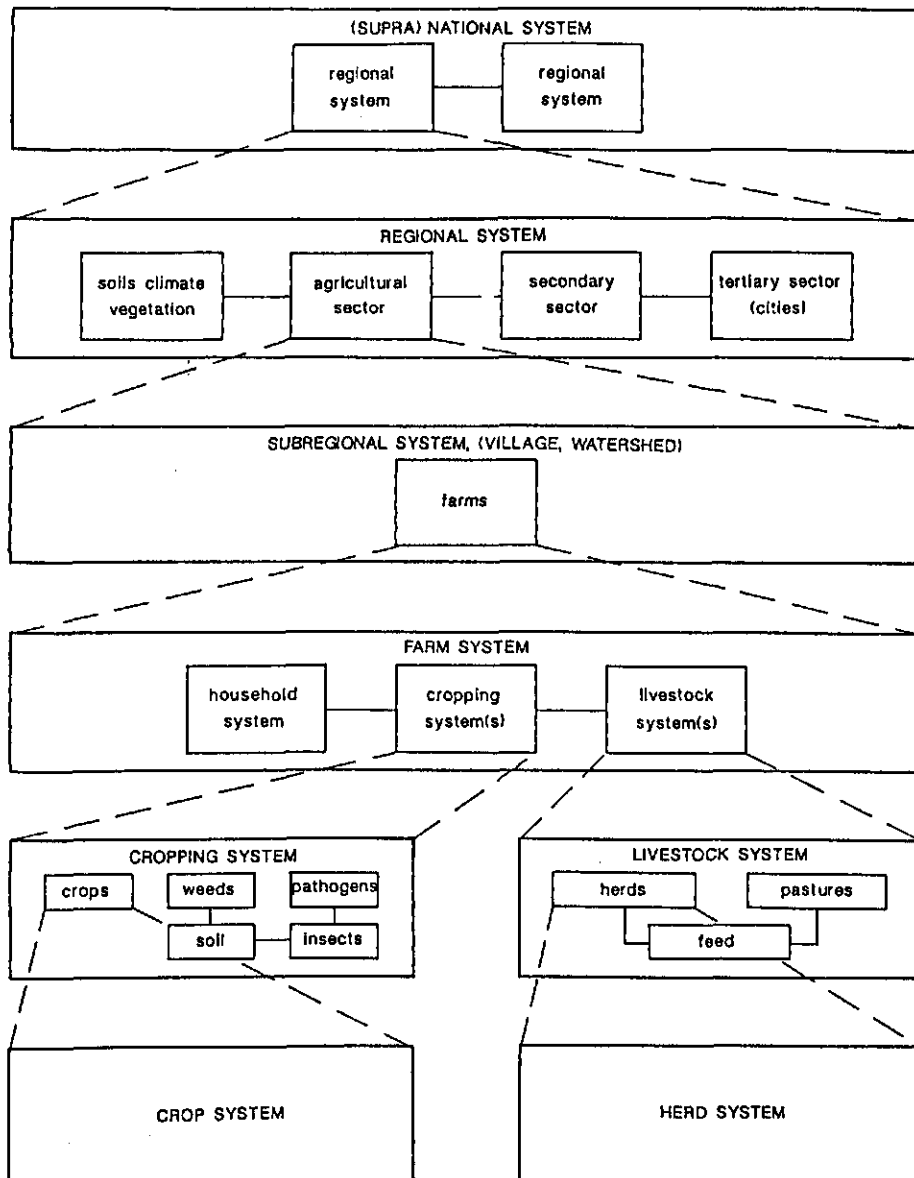 (SUPRA) NATIONAL SYSTEM
regional
system
regional
system
REGIONAL SYSTEM
soils climate
vegetation
agricultural
sector
secondary
sector
tertiary sector
(cities)
SUBREGIONAL SYSTEM, (VILLAGE, WATERSHED)
farms
FARM SYSTEM
household
system
cropping
system(s)
livestock
system(s)
CROPPING SYSTEM
crops
weeds
pathogens
soil
insects
LIVESTOCK SYSTEM
herds
pastures
feed
CROP SYSTEM
HERD SYSTEM